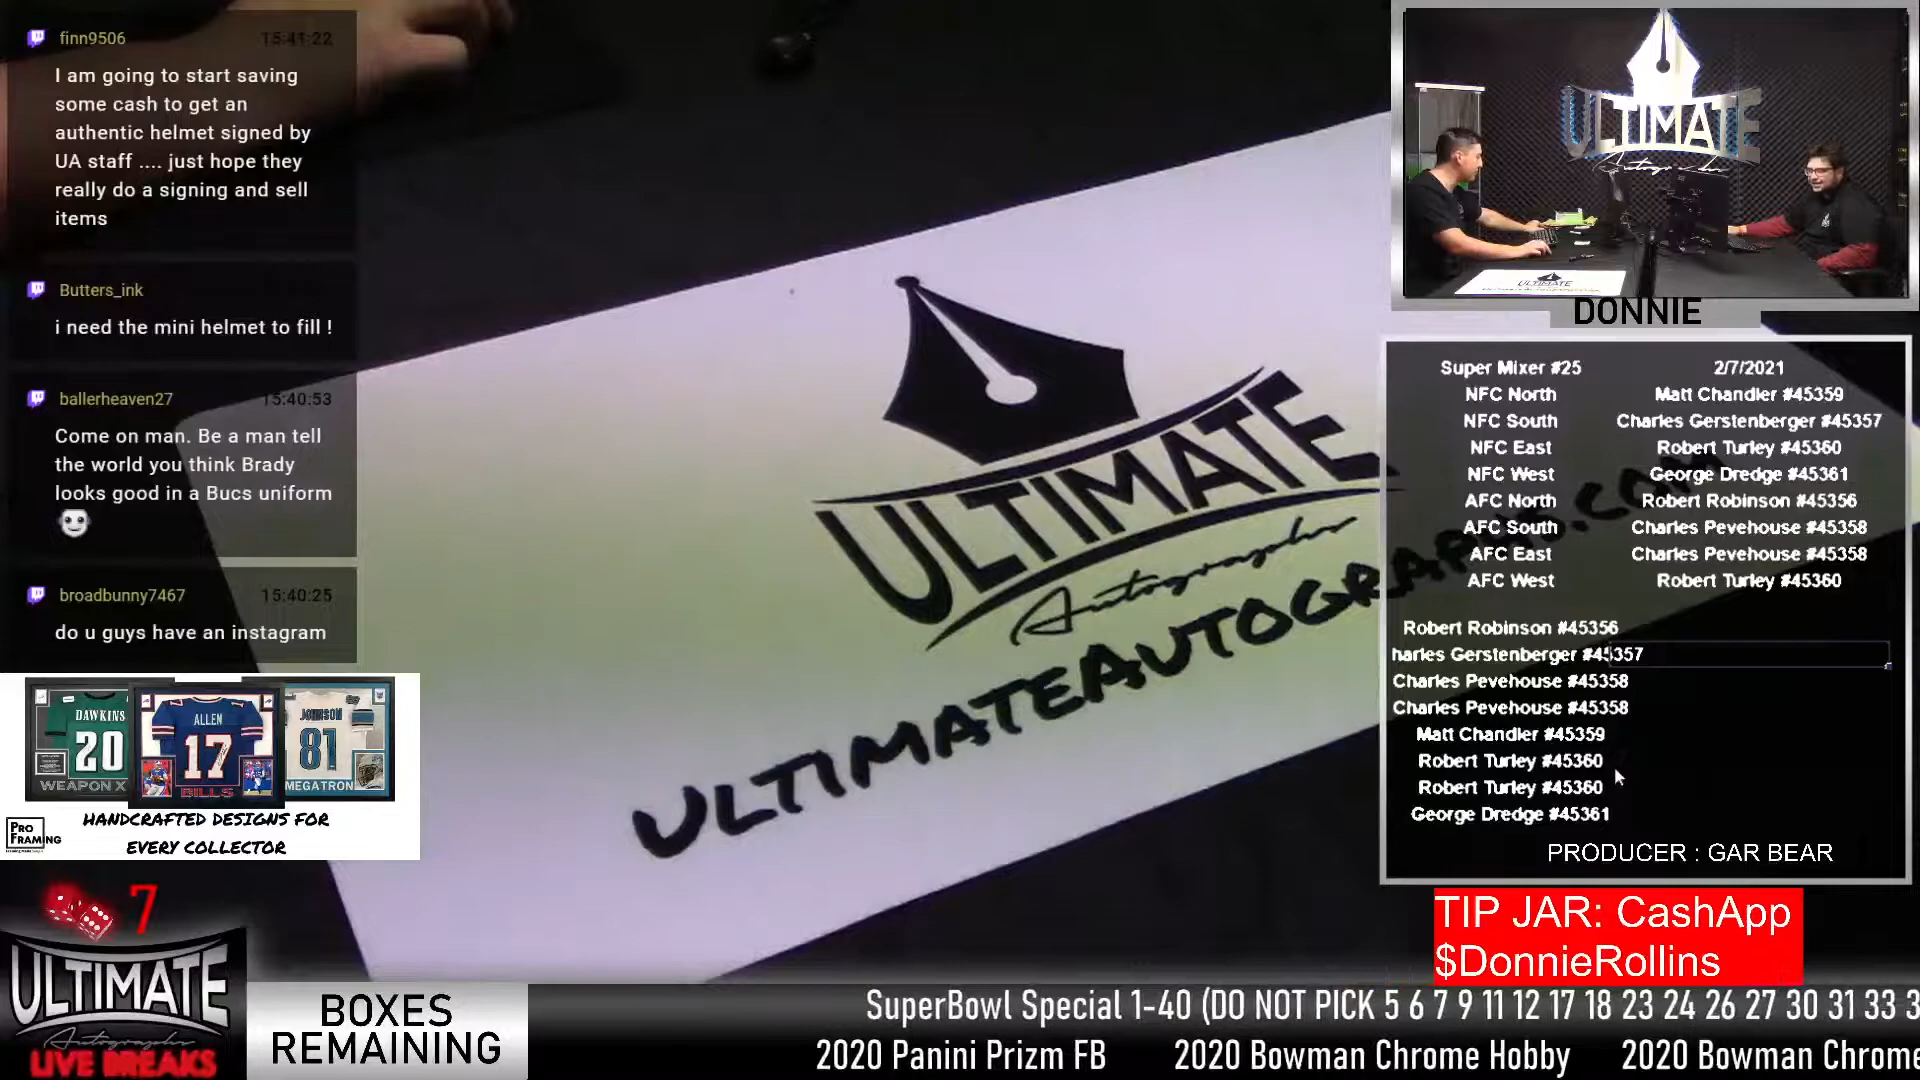 finn9506 15:41:22
I am going to start saving
some cash to get an
authentic helmet signed by
UA staff .... just hope they
really do a signing and sell
items
Butters_ink
i need the mini helmet to fill !
ballerheaven27 15:40:53
Come on man. Be a man tell
the world you think Brady
looks good in a Bucs uniform
broadbunny7467 15:40:25
do u guys have an instagram
DAWKINS
20
WEAPON X
ALLEN
17
BILLS
JOHNSON
81
MEGATRON
PRO
FRAMING
HANDCRAFTED DESIGNS FOR
EVERY COLLECTOR
7
ULTIMATE
Autographs
LIVE BREAKS
BOXES
REMAINING
ULTIMATE
Autographs
ULTIMATEAUTOGRAPHS.COM
ULTIMATE
Autographs
ULTIMATE
DONNIE
Super Mixer #25 2/7/2021
NFC North Matt Chandler #45359
NFC South Charles Gerstenberger #45357
NFC East Robert Turley #45360
NFC West George Dredge #45361
AFC North Robert Robinson #45356
AFC South Charles Pevehouse #45358
AFC East Charles Pevehouse #45358
AFC West Robert Turley #45360
Robert Robinson #45356
harles Gerstenberger #45357
Charles Pevehouse #45358
Charles Pevehouse #45358
Matt Chandler #45359
Robert Turley #45360
Robert Turley #45360
George Dredge #45361
PRODUCER : GAR BEAR
TIP JAR: CashApp
$DonnieRollins
SuperBowl Special 1-40 (DO NOT PICK 5 6 7 9 11 12 17 18 23 24 26 27 30 31 33 3
2020 Panini Prizm FB 2020 Bowman Chrome Hobby 2020 Bowman Chrome